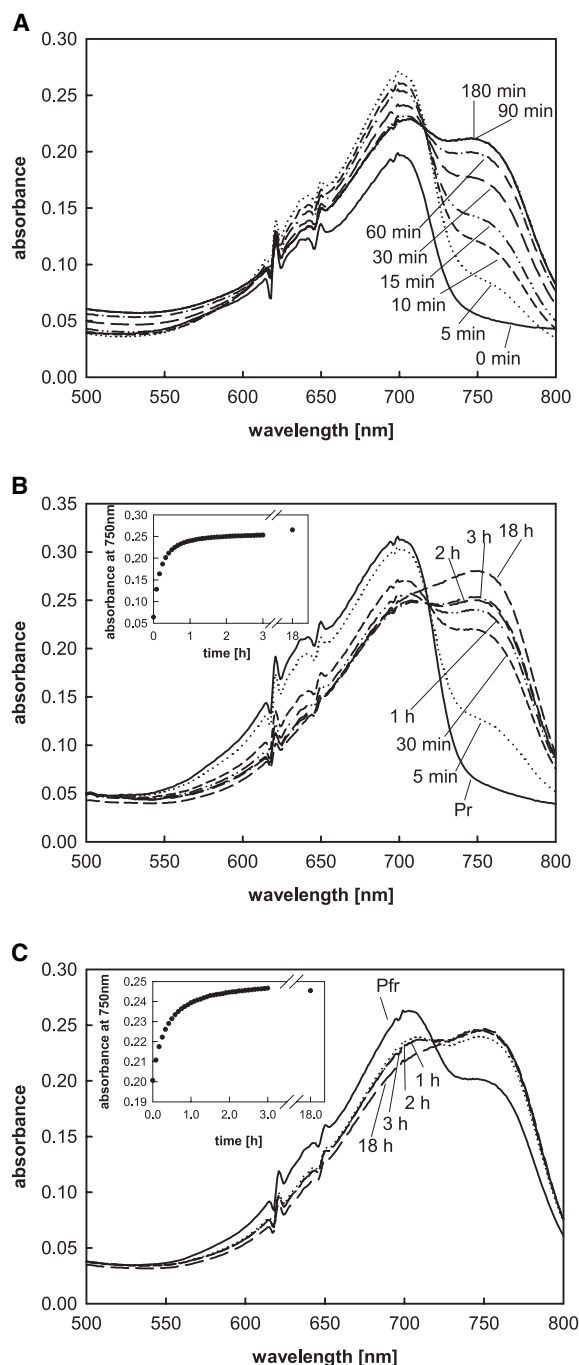 A
absorbance
0.30
0.25
0.20
0.15
0.10
0.05
0.00
180 min
90 min
60 min
30 min
15 min
10 min
5 min
0 min
500 550 600 650 700 750 800
wavelength [nm]
B
absorbance
0.35
0.30
0.25
0.20
0.15
0.10
0.05
0.00
absorbance at 750nm
0.30
0.25
0.20
0.15
0.10
0.05
0 1 2 3 18
time [h]
2 h
3 h
18 h
1 h
30 min
5 min
Pr
500 550 600 650 700 750 800
wavelength [nm]
C
absorbance
0.30
0.25
0.20
0.15
0.10
0.05
0.00
absorbance at 750nm
0.25
0.24
0.23
0.22
0.21
0.20
0.19
0.0 1.0 2.0 3.0 18.0
time [h]
Pfr
1 h
2 h
3 h
18 h
500 550 600 650 700 750 800
wavelength [nm]